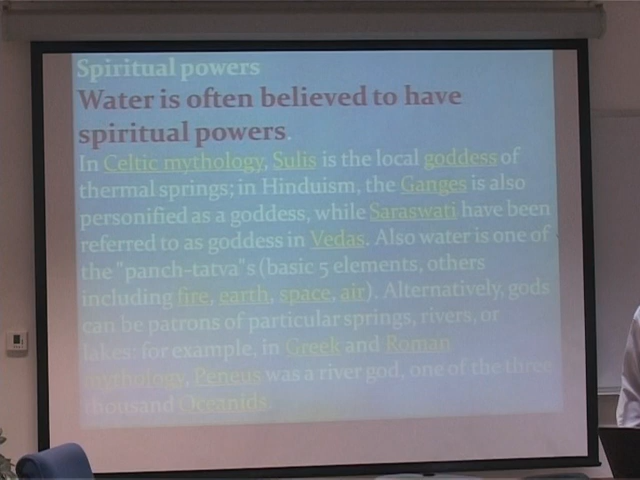 Spiritual powers
Water is often believed to have
spiritual powers.
In Celtic mythology, Sulis is the local goddess of
thermal springs; in Hinduism, the Ganges is also
personified as a goddess, while Saraswati have been
referred to as goddess in Vedas. Also water is one of
the "panch-tatva"s (basic 5 elements, others
including fire, earth, space, air). Alternatively, gods
can be patrons of particular springs, rivers, or
lakes: for example, in Greek and Roman
mythology, Peneus was a river god, one of the three
thousand Oceanids.